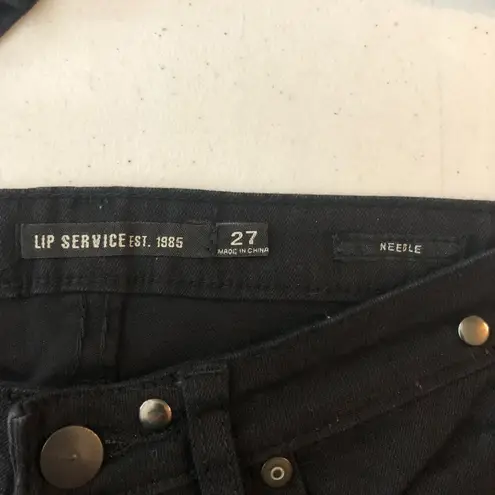 LIP SERVICE EST. 1985
27
MADE IN CHINA
NEEDLE